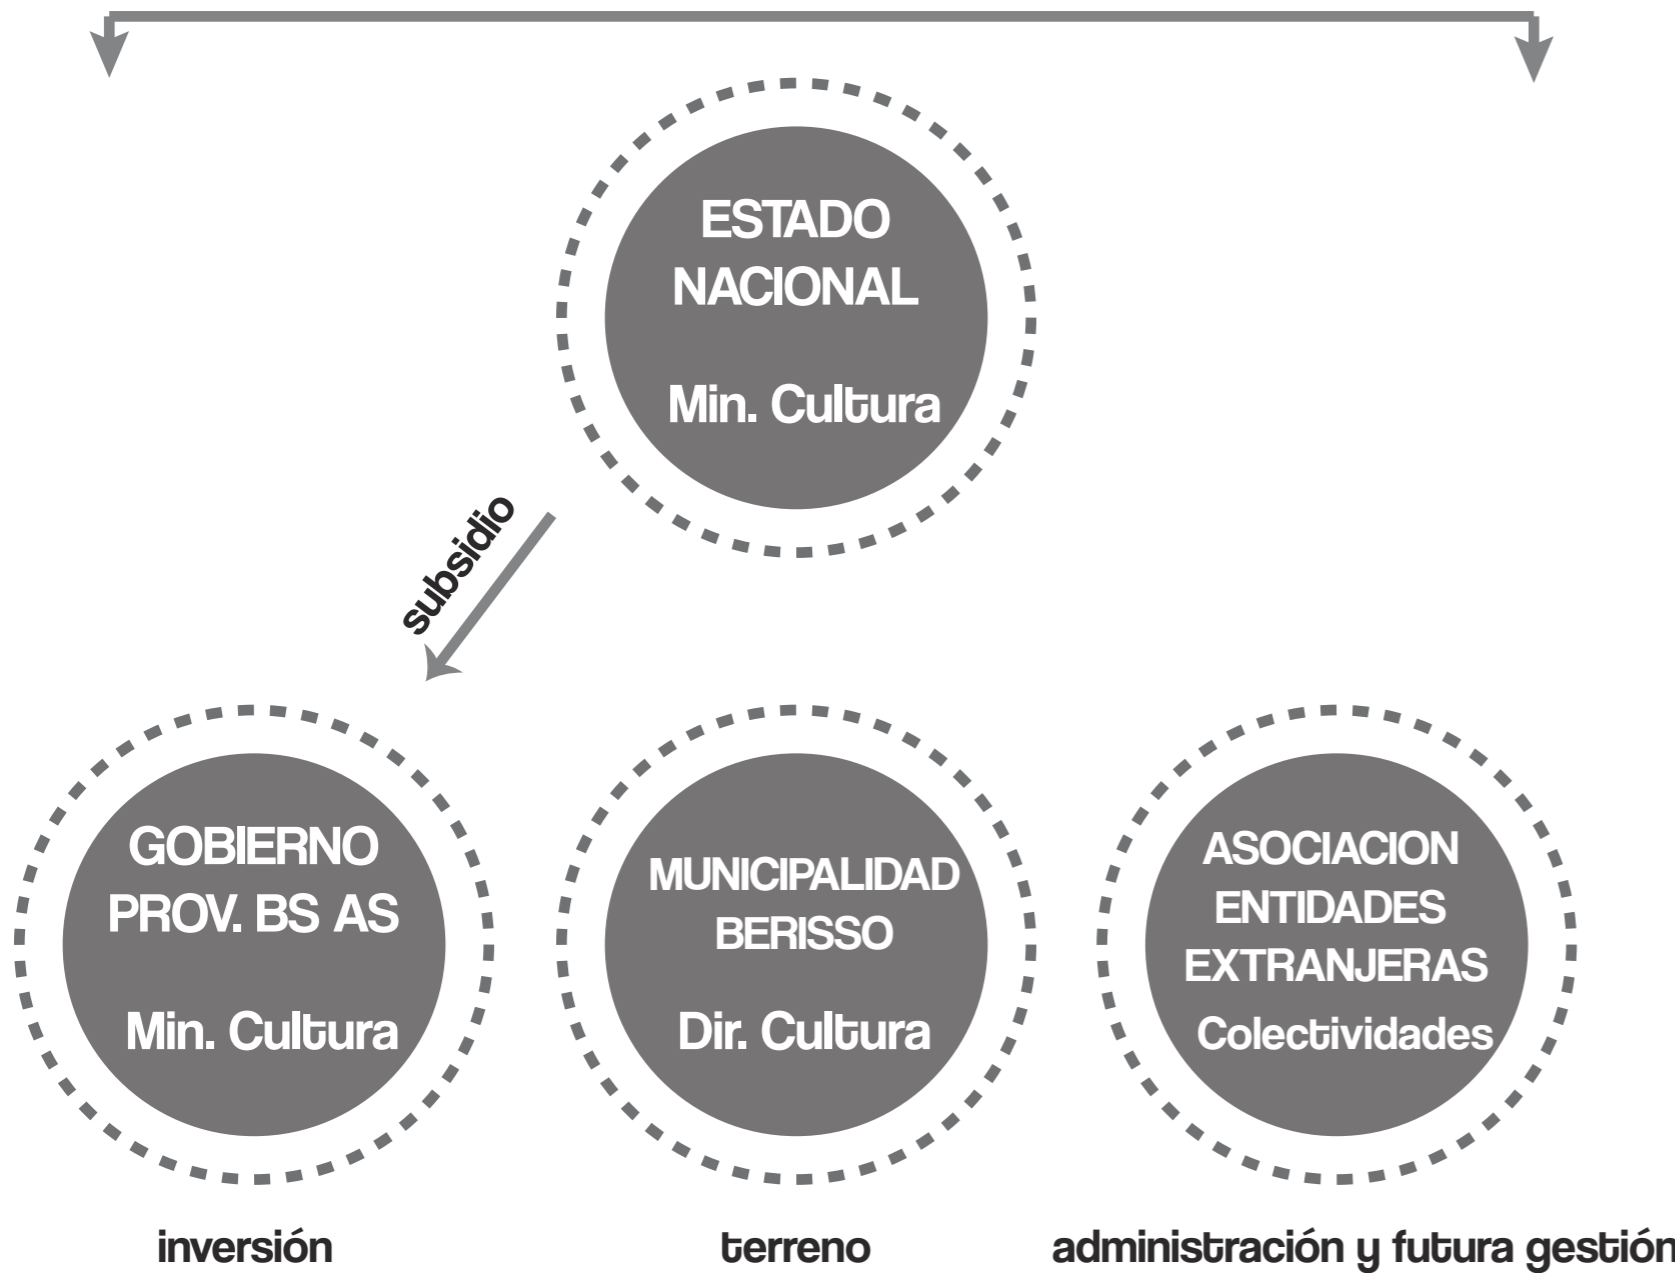 ESTADO
NACIONAL
Min. Cultura
subsidio
GOBIERNO
PROV. BS AS
Min. Cultura
MUNICIPALIDAD
BERISSO
Dir. Cultura
ASOCIACION
ENTIDADES
EXTRANJERAS
Colectividades
inversión
terreno
administración y futura gestión